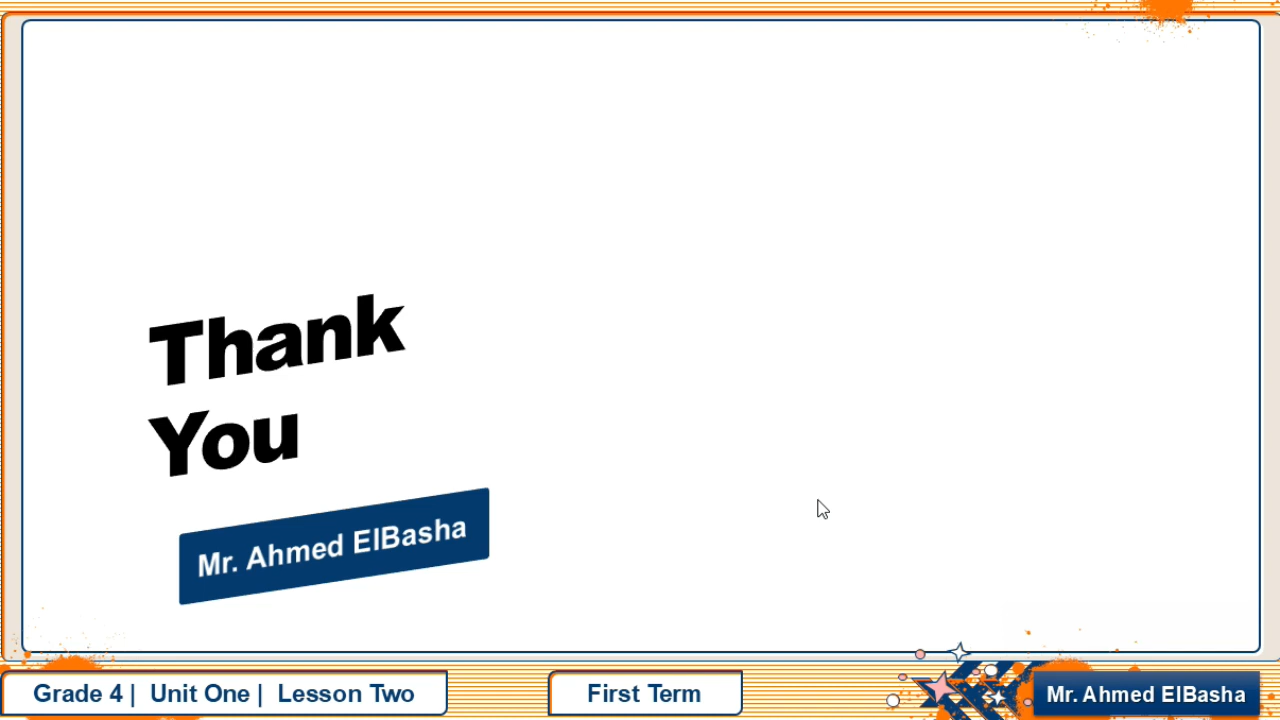 Thank
You
Mr. Ahmed ElBasha
Grade 4 | Unit One | Lesson Two
First Term
Mr. Ahmed ElBasha